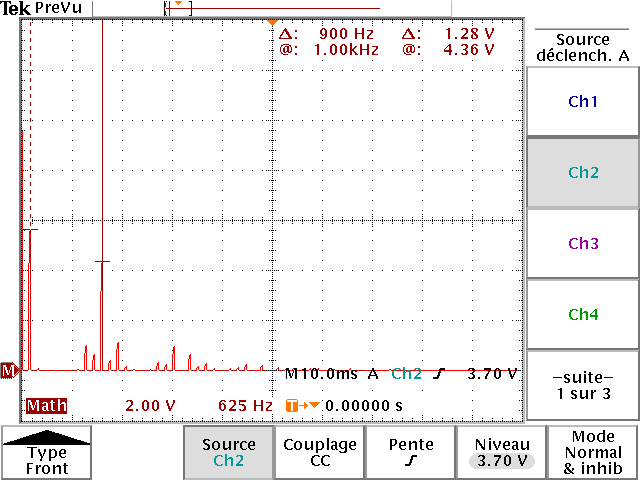 Tek PreVu
Δ: 900 Hz Δ: 1.28 V
@: 1.00kHz @: 4.36 V
Source
déclench. A
Ch1
Ch2
Ch3
Ch4
–suite–
1 sur 3
M
M10.0ms A Ch2 3.70 V
Math 2.00 V 625 Hz T 0.00000 s
Type
Front
Source
Ch2
Couplage
CC
Pente
Niveau
3.70 V
Mode
Normal
& inhib